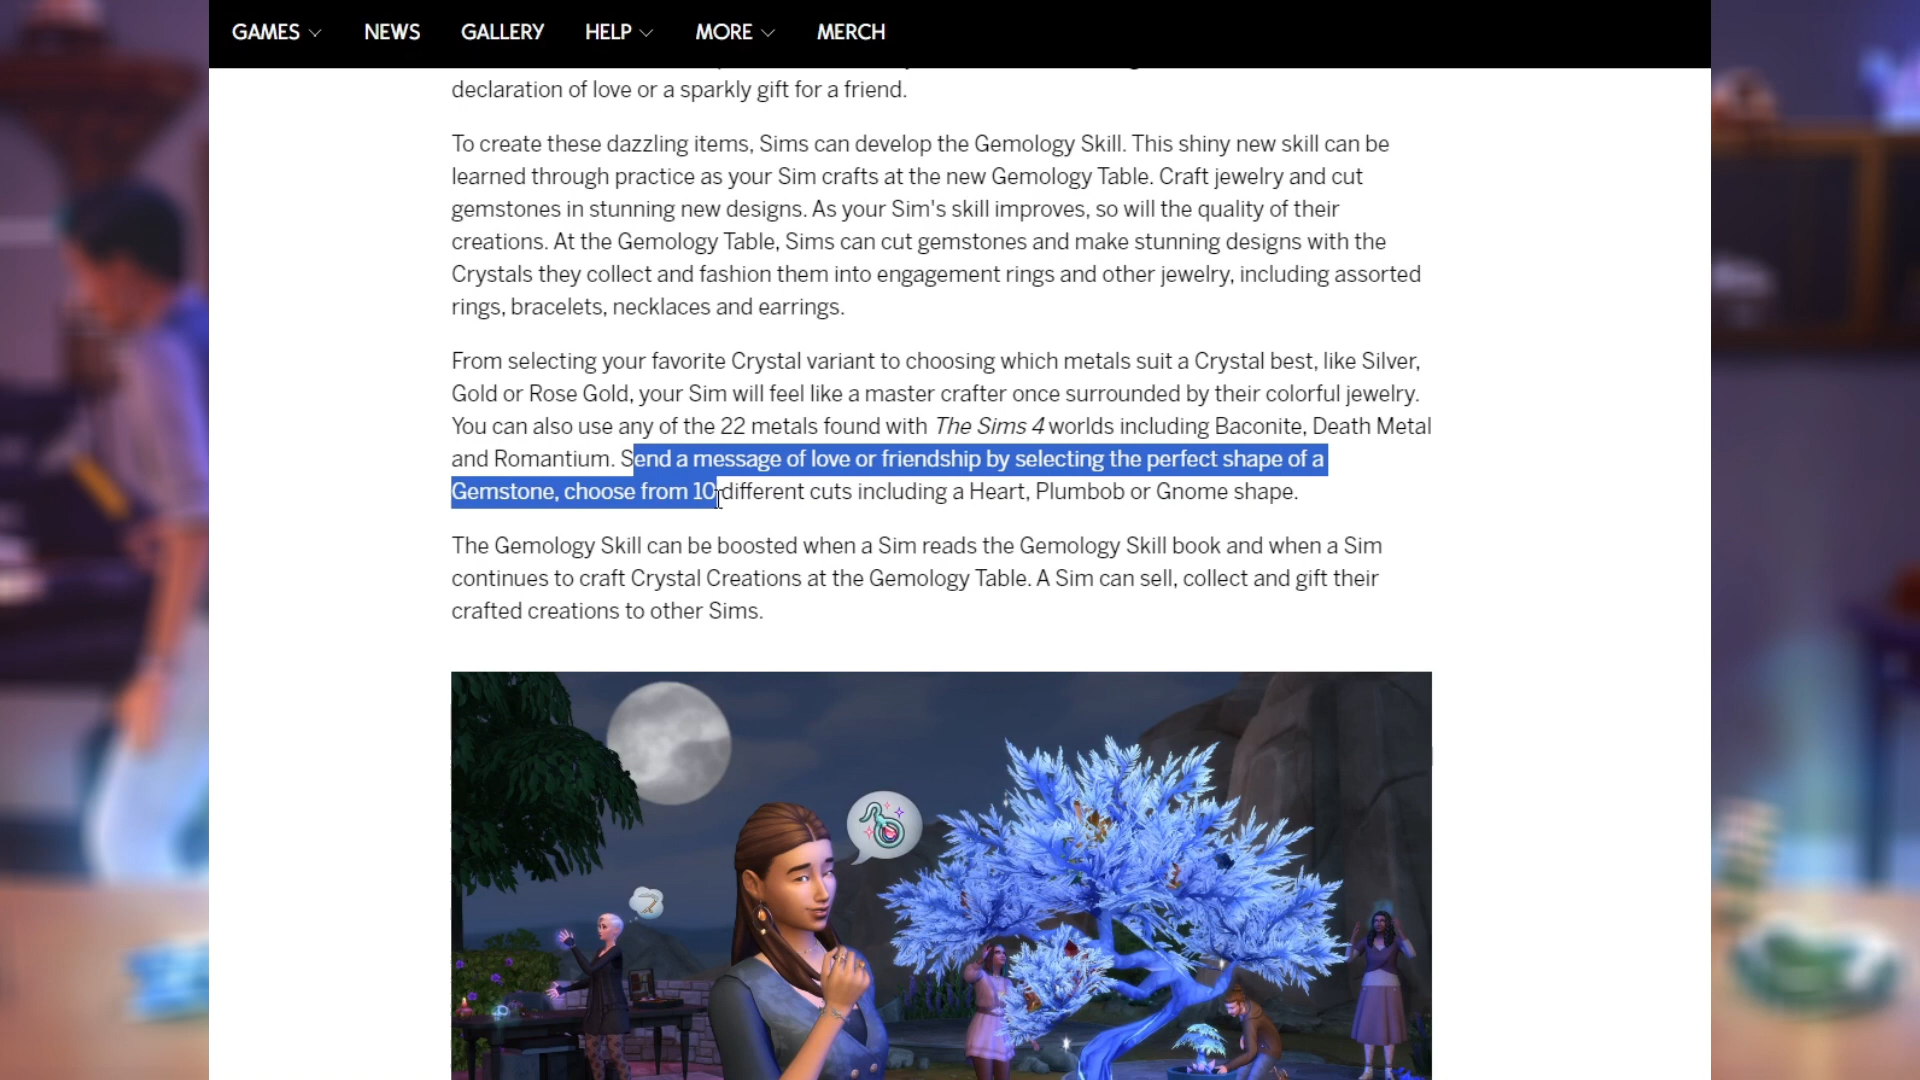 GAMES NEWS GALLERY HELP MORE MERCH
declaration of love or a sparkly gift for a friend.
To create these dazzling items, Sims can develop the Gemology Skill. This shiny new skill can be
learned through practice as your Sim crafts at the new Gemology Table. Craft jewelry and cut
gemstones in stunning new designs. As your Sim's skill improves, so will the quality of their
creations. At the Gemology Table, Sims can cut gemstones and make stunning designs with the
Crystals they collect and fashion them into engagement rings and other jewelry, including assorted
rings, bracelets, necklaces and earrings.
From selecting your favorite Crystal variant to choosing which metals suit a Crystal best, like Silver,
Gold or Rose Gold, your Sim will feel like a master crafter once surrounded by their colorful jewelry.
You can also use any of the 22 metals found with The Sims 4 worlds including Baconite, Death Metal
and Romantium. Send a message of love or friendship by selecting the perfect shape of a
Gemstone, choose from 10 different cuts including a Heart, Plumbob or Gnome shape.
The Gemology Skill can be boosted when a Sim reads the Gemology Skill book and when a Sim
continues to craft Crystal Creations at the Gemology Table. A Sim can sell, collect and gift their
crafted creations to other Sims.